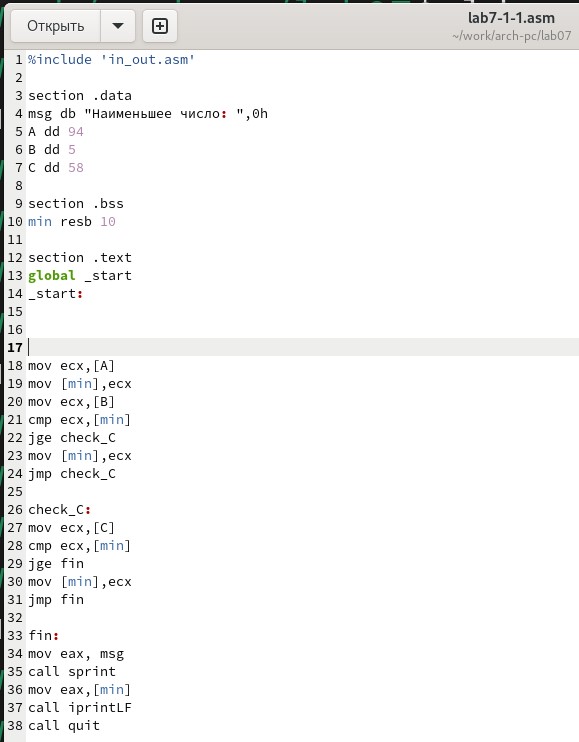 Открыть
lab7-1-1.asm
~/work/arch-pc/lab07
1 %include 'in_out.asm'
2
3 section .data
4 msg db "Наименьшее число: ",0h
5 A dd 94
6 B dd 5
7 C dd 58
8
9 section .bss
10 min resb 10
11
12 section .text
13 global _start
14 _start:
15
16
17
18 mov ecx,[A]
19 mov [min],ecx
20 mov ecx,[B]
21 cmp ecx,[min]
22 jge check_C
23 mov [min],ecx
24 jmp check_C
25
26 check_C:
27 mov ecx,[C]
28 cmp ecx,[min]
29 jge fin
30 mov [min],ecx
31 jmp fin
32
33 fin:
34 mov eax, msg
35 call sprint
36 mov eax,[min]
37 call iprintLF
38 call quit